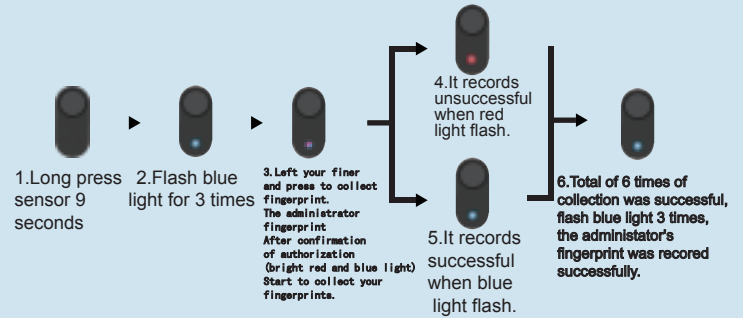 1.Long press
sensor 9
seconds
2.Flash blue
light for 3 times
3.Left your finer
and press to collect
fingerprint.
The administrator
fingerprint
After confirmation
of authorization
(bright red and blue light)
Start to collect your
fingerprints.
4.It records
unsuccessful
when red
light flash.
5.It records
successful
when blue
light flash.
6.Total of 6 times of
collection was successful,
flash blue light 3 times,
the administator's
fingerprint was recored
successfully.